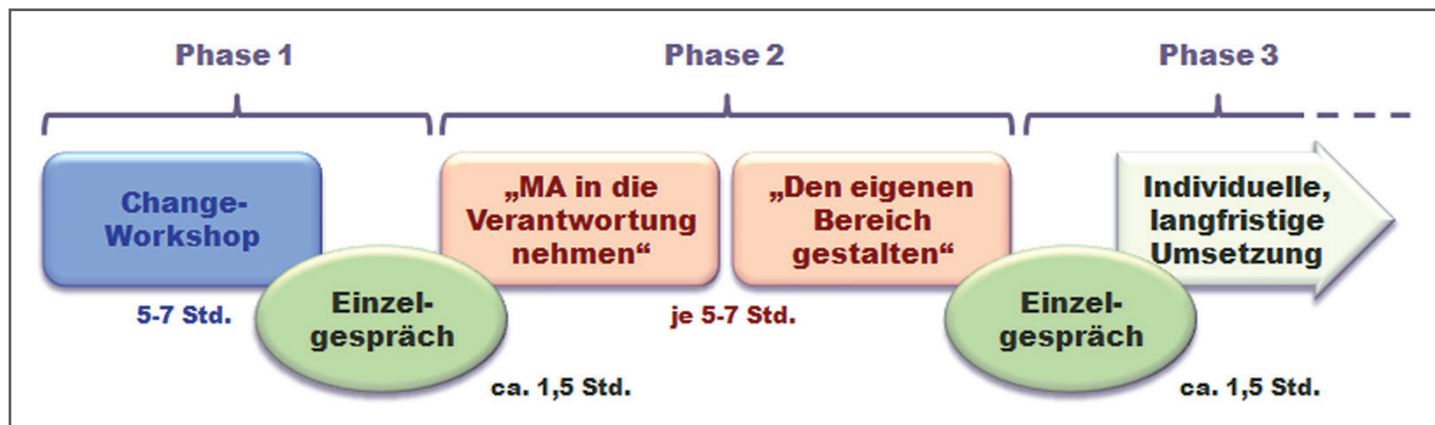 Phase 1
Phase 2
Phase 3
Change-
Workshop
„MA in die
Verantwortung
nehmen“
„Den eigenen
Bereich
gestalten“
Individuelle,
langfristige
Umsetzung
5-7 Std.
Einzel-
gespräch
je 5-7 Std.
Einzel-
gespräch
ca. 1,5 Std.
ca. 1,5 Std.